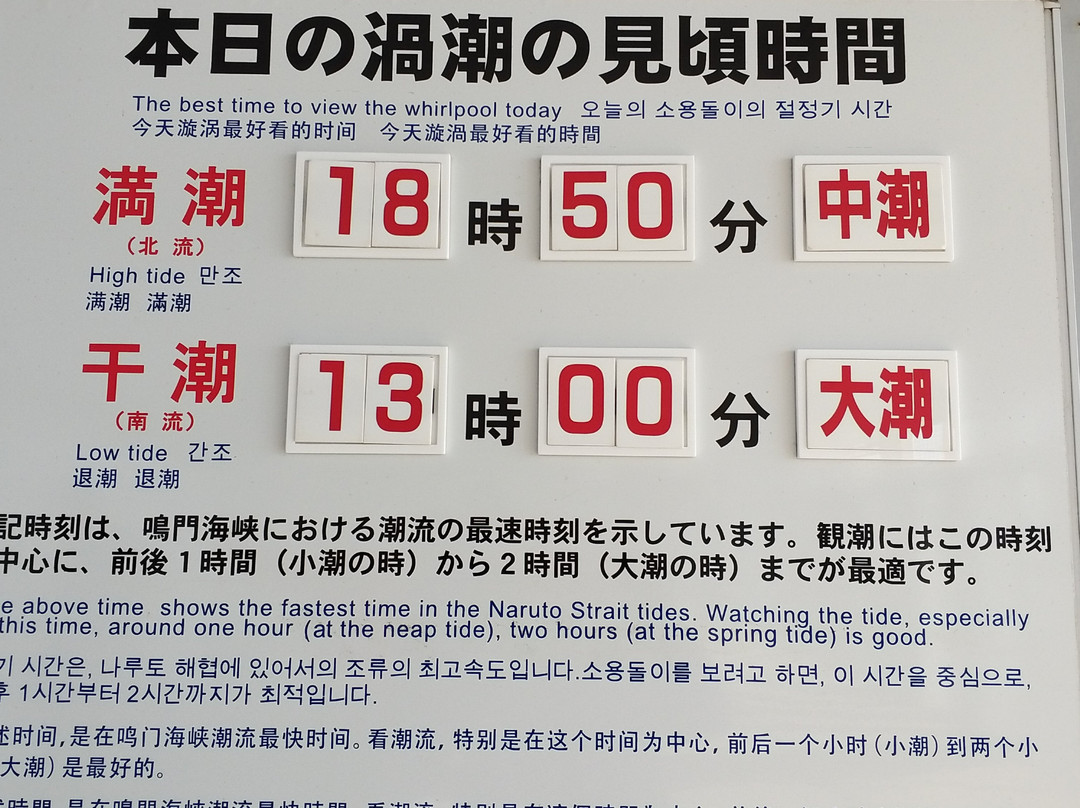 本日の渦潮の見頃時間
The best time to view the whirlpool today 오늘의 소용돌이의 절정기 시간
今天漩涡最好看的时间 今天漩渦最好看的時間
満潮 18 時 50 分 中潮
（北流）
High tide 만조
满潮 滿潮
干潮 13 時 00 分 大潮
（南流）
Low tide 간조
退潮 退潮
記時刻は、鳴門海峡における潮流の最速時刻を示しています。観潮にはこの時刻
中心に、前後1時間（小潮の時）から2時間（大潮の時）までが最適です。
e above time shows the fastest time in the Naruto Strait tides. Watching the tide, especially
this time, around one hour (at the neap tide), two hours (at the spring tide) is good.
기 시간은, 나루토 해협에 있어서의 조류의 최고속도입니다.소용돌이를 보려고 하면, 이 시간을 중심으로,
후 1시간부터 2시간까지가 최적입니다.
述时间,是在鸣门海峡潮流最快时间。看潮流, 特别是在这个时间为中心, 前后一个小时(小潮)到两个小
大潮)是最好的。